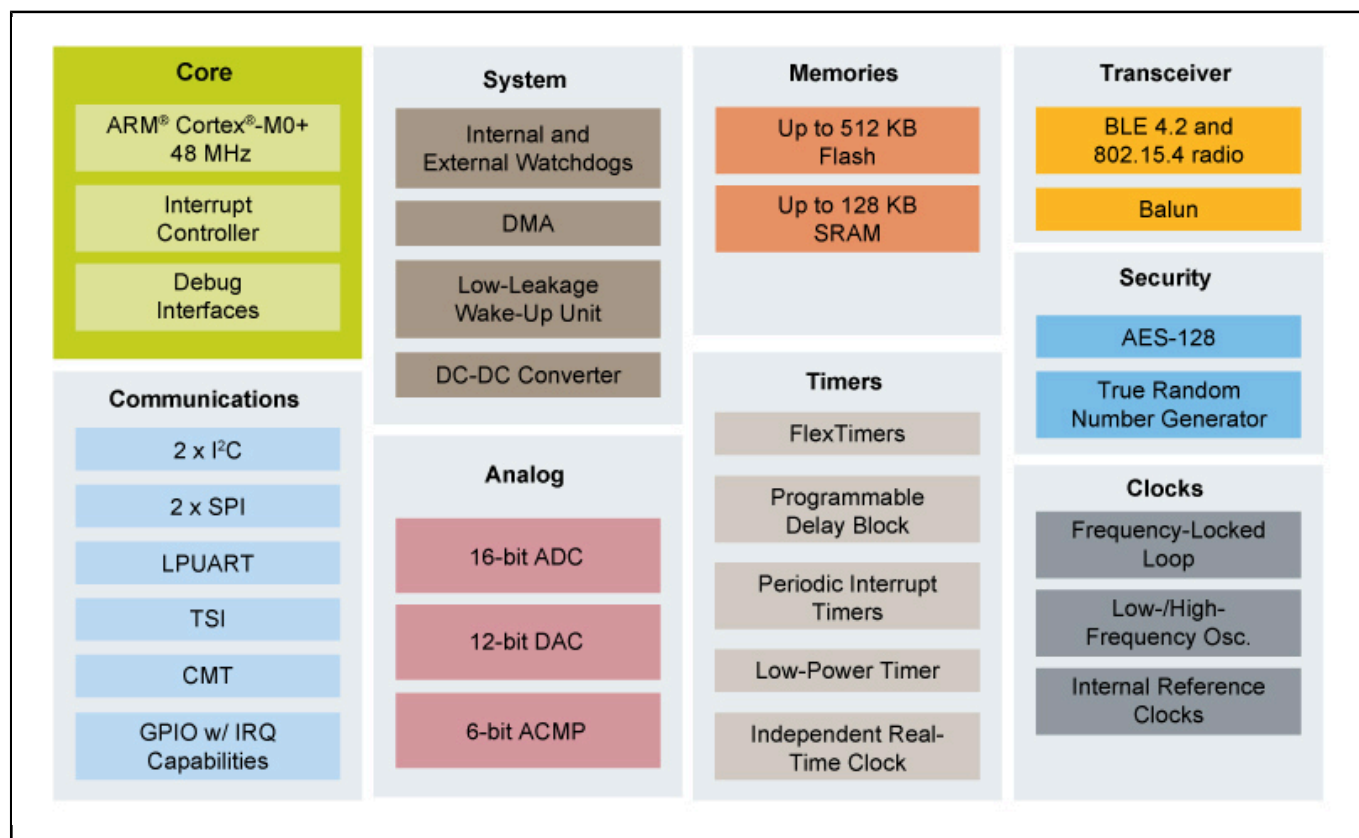 Core
ARM® Cortex®-M0+
48 MHz
Interrupt
Controller
Debug
Interfaces
Communications
2 x I²C
2 x SPI
LPUART
TSI
CMT
GPIO w/ IRQ
Capabilities
System
Internal and
External Watchdogs
DMA
Low-Leakage
Wake-Up Unit
DC-DC Converter
Analog
16-bit ADC
12-bit DAC
6-bit ACMP
Memories
Up to 512 KB
Flash
Up to 128 KB
SRAM
Timers
FlexTimers
Programmable
Delay Block
Periodic Interrupt
Timers
Low-Power Timer
Independent Real-
Time Clock
Transceiver
BLE 4.2 and
802.15.4 radio
Balun
Security
AES-128
True Random
Number Generator
Clocks
Frequency-Locked
Loop
Low-/High-
Frequency Osc.
Internal Reference
Clocks